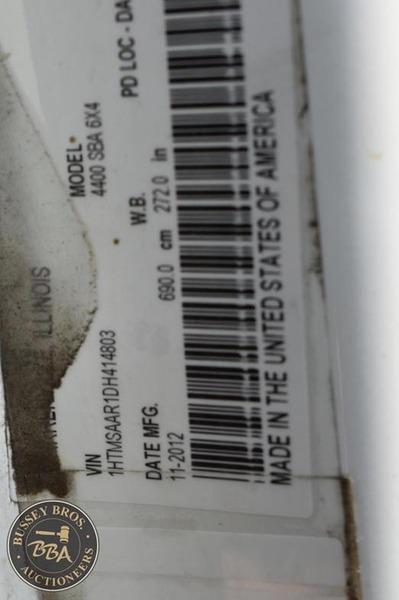 ILLINOIS
MODEL
4400 SBA 6X4
PD LOC - DA
VIN
1HTMSAAR1DH414803
W.B.
690.0 cm 272.0 in
DATE MFG.
11-2012
MADE IN THE UNITED STATES OF AMERICA
BUSSEY BROS.
BBA
AUCTIONEERS